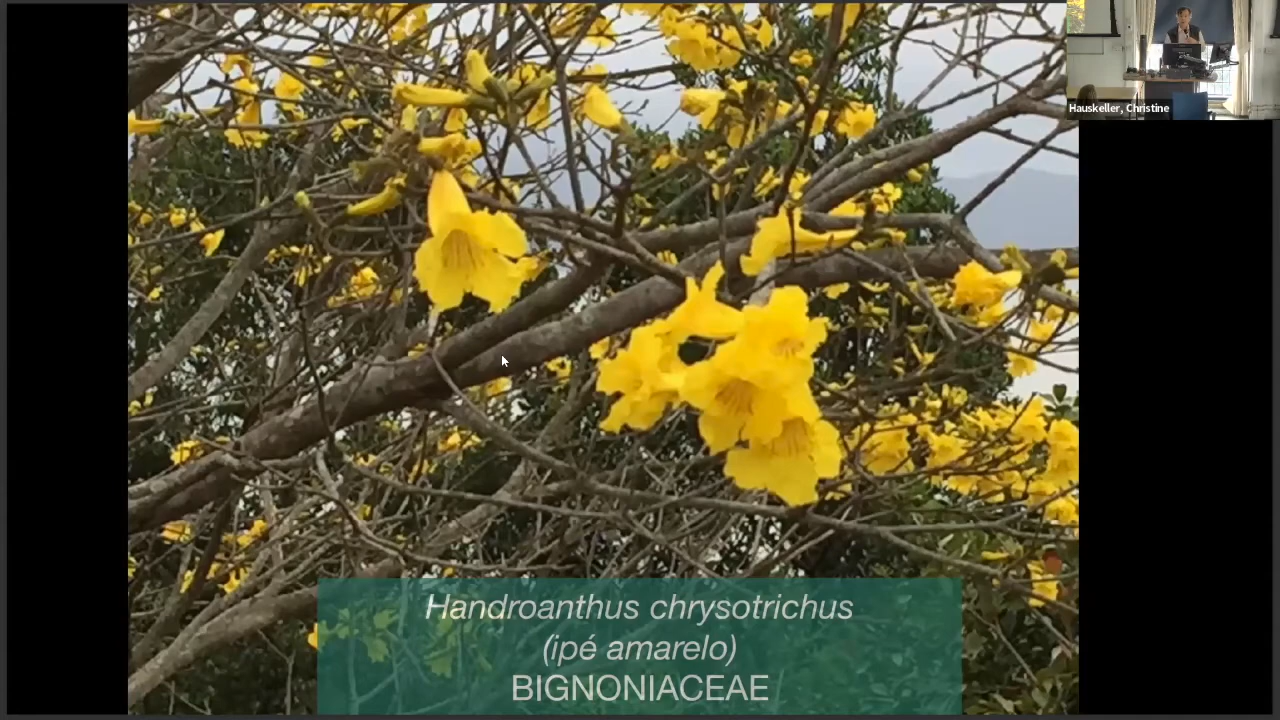 Hauskeller, Christine
Handroanthus chrysotrichus
(ipé amarelo)
BIGNONIACEAE